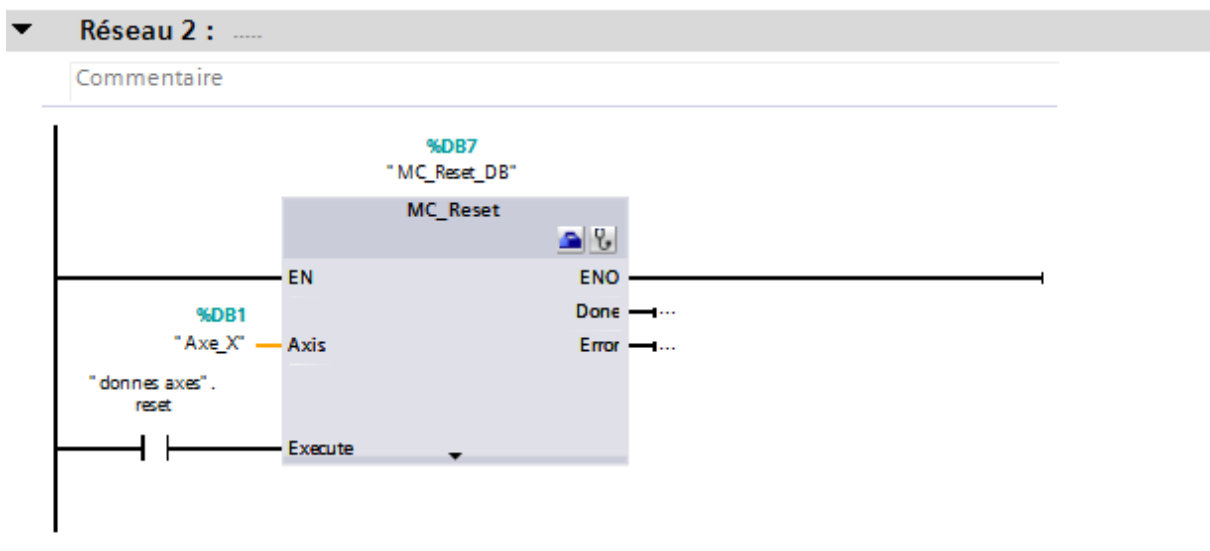 Réseau 2 : .....
Commentaire
%DB7
"MC_Reset_DB"
MC_Reset
EN
ENO
%DB1
Done ...
"Axe_X"
Axis
Error ...
"donnes axes".
reset
Execute